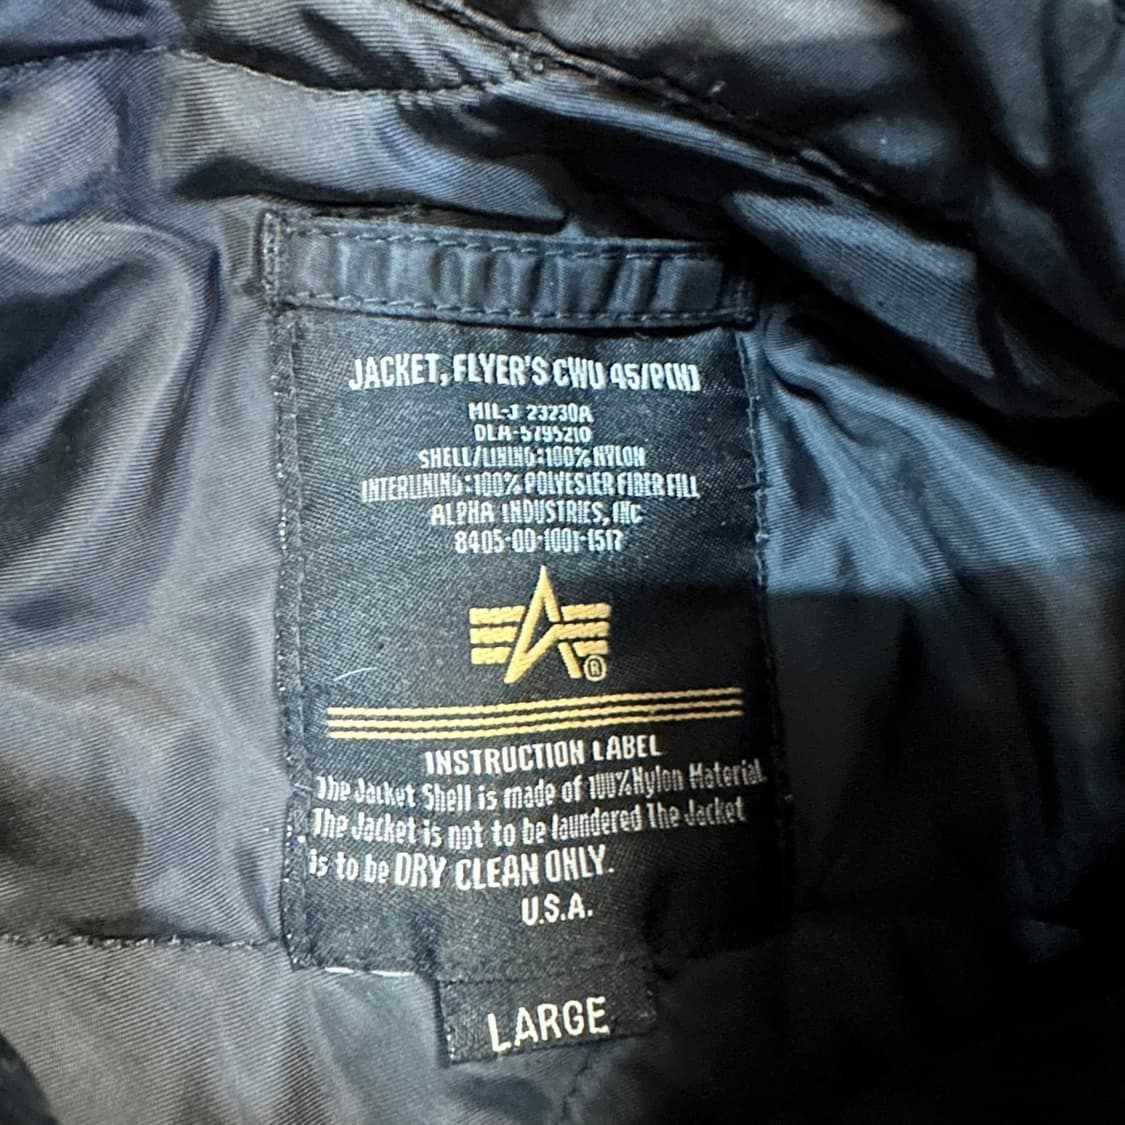 JACKET, FLYER'S CWU 45/P(N)
MIL-J 23230A
DLA-5795210
SHELL/LINING:100% NYLON
INTERLINING:100% POLYESTER FIBER FILL
ALPHA INDUSTRIES, INC
8405-00-1001-1517
®
INSTRUCTION LABEL
The Jacket Shell is made of 100% Nylon Material.
The Jacket is not to be laundered The Jacket
is to be DRY CLEAN ONLY.
U.S.A.
LARGE